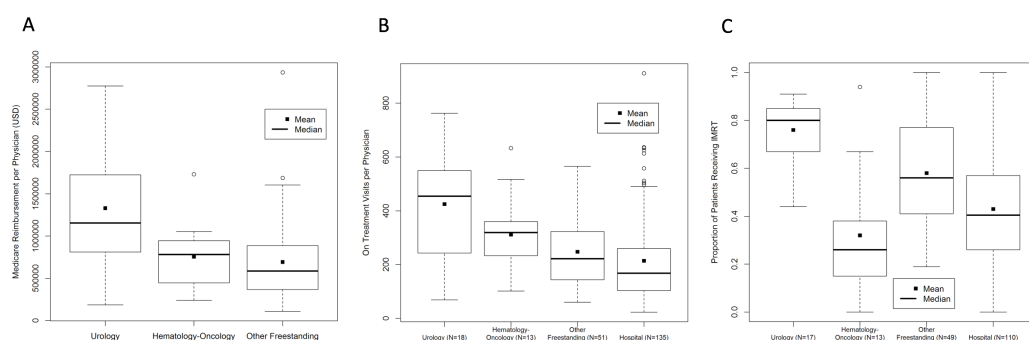 A
B
C
Medicare Reimbursement per Physician (USD)
3000000
2500000
2000000
1500000
1000000
500000
0
Mean
Median
Urology
Hematology-Oncology
Other Freestanding
On Treatment Visits per Physician
800
600
400
200
0
Mean
Median
Urology (N=18)
Hematology-
Oncology (N=13)
Other
Freestanding (N=51)
Hospital (N=135)
Proportion of Patients Receiving IMRT
1.0
0.8
0.6
0.4
0.2
0.0
Mean
Median
Urology (N=17)
Hematology-
Oncology (N=13)
Other
Freestanding (N=49)
Hospital (N=110)